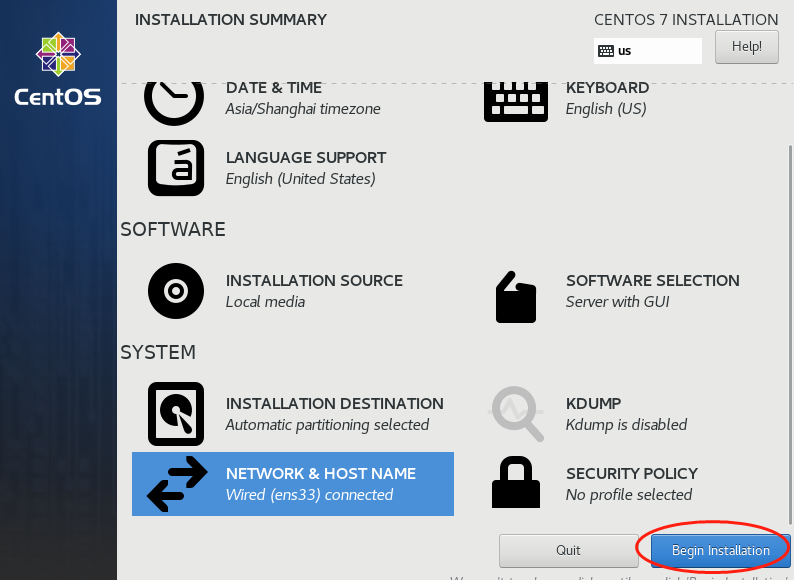 INSTALLATION SUMMARY
CENTOS 7 INSTALLATION
us
Help!
CentOS
DATE & TIME
Asia/Shanghai timezone
KEYBOARD
English (US)
á
LANGUAGE SUPPORT
English (United States)
SOFTWARE
INSTALLATION SOURCE
Local media
SOFTWARE SELECTION
Server with GUI
SYSTEM
INSTALLATION DESTINATION
Automatic partitioning selected
KDUMP
Kdump is disabled
NETWORK & HOST NAME
Wired (ens33) connected
SECURITY POLICY
No profile selected
Quit
Begin Installation